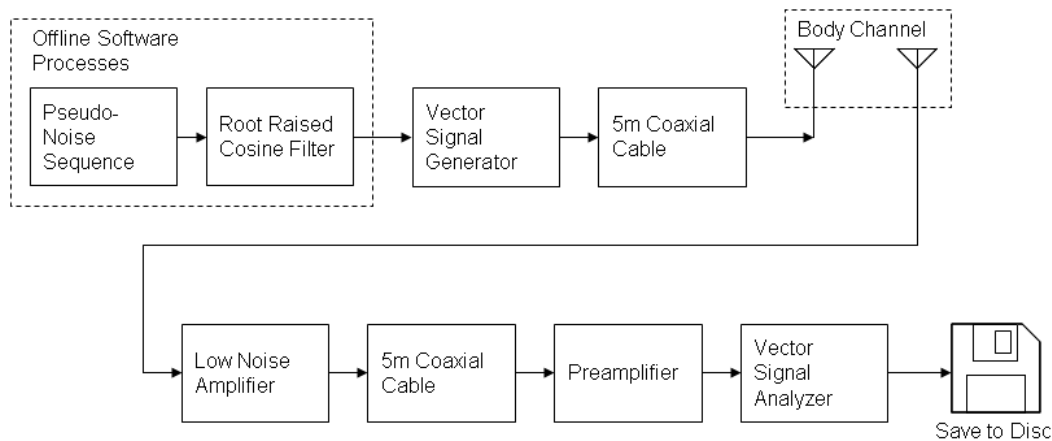 Offline Software
Processes
Body Channel
Pseudo-
Noise
Sequence
Root Raised
Cosine Filter
Vector
Signal
Generator
5m Coaxial
Cable
Low Noise
Amplifier
5m Coaxial
Cable
Preamplifier
Vector
Signal
Analyzer
Save to Disc